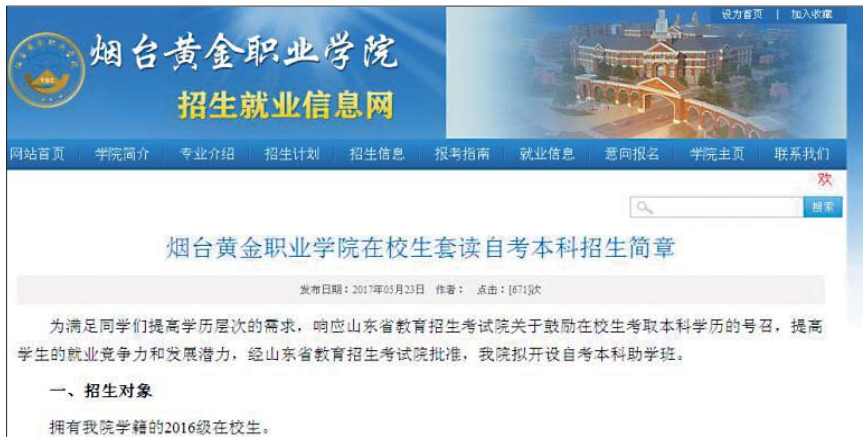 设为首页 | 加入收藏
烟台黄金职业学院
招生就业信息网
网站首页 学院简介 专业介绍 招生计划 招生信息 报考指南 就业信息 意向报名 学院主页 联系我们
欢
搜索
烟台黄金职业学院在校生套读自考本科招生简章
发布日期：2017年05月23日 作者： 点击：[671]次
为满足同学们提高学历层次的需求，响应山东省教育招生考试院关于鼓励在校生考取本科学历的号召，提高
学生的就业竞争力和发展潜力，经山东省教育招生考试院批准，我院拟开设自考本科助学班。
一、招生对象
拥有我院学籍的2016级在校生。